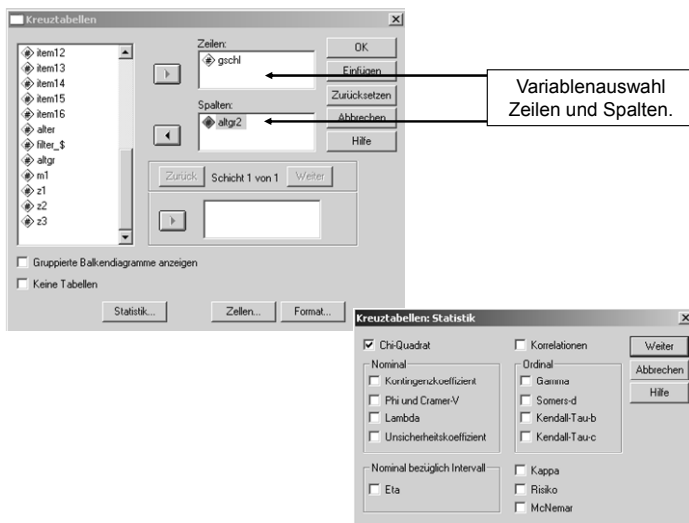 Kreuztabellen
item12
item13
item14
item15
item16
alter
filter_$
altgr
m1
z1
z2
z3
Zeilen:
gschl
Spalten:
altgr2
OK
Einfügen
Zurücksetzen
Abbrechen
Hilfe
Zurück Schicht 1 von 1 Weiter
Gruppierte Balkendiagramme anzeigen
Keine Tabellen
Statistik... Zellen... Format...
Variablenauswahl
Zeilen und Spalten.
Kreuztabellen: Statistik
Chi-Quadrat
Korrelationen
Nominal
Kontingenzkoeffizient
Phi und Cramer-V
Lambda
Unsicherheitskoeffizient
Ordinal
Gamma
Somers-d
Kendall-Tau-b
Kendall-Tau-c
Nominal bezüglich Intervall
Eta
Kappa
Risiko
McNemar
Weiter
Abbrechen
Hilfe